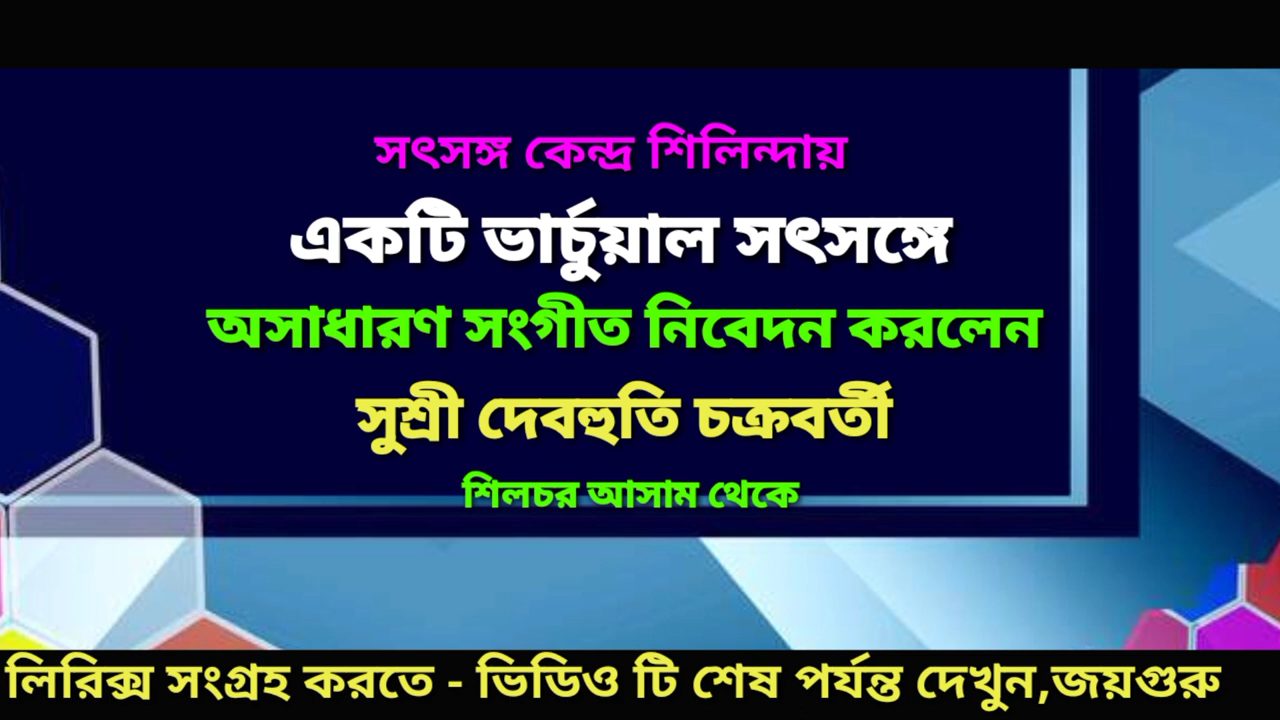 সৎসঙ্গ কেন্দ্র শিলিন্দায়
একটি ভার্চুয়াল সৎসঙ্গে
অসাধারণ সংগীত নিবেদন করলেন
সুশ্রী দেবহুতি চক্রবর্তী
শিলচর আসাম থেকে
লিরিক্স সংগ্রহ করতে - ভিডিও টি শেষ পর্যন্ত দেখুন,জয়গুরু